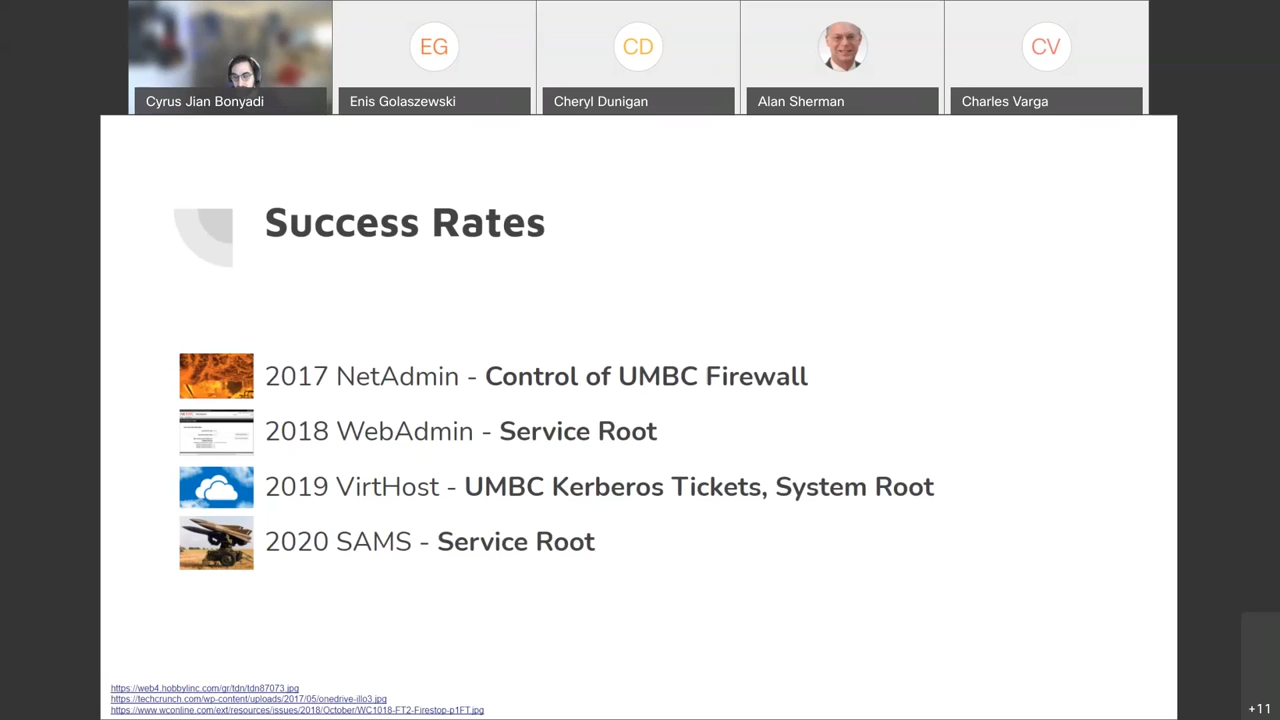 EG
CD
CV
Cyrus Jian Bonyadi
Enis Golaszewski
Cheryl Dunigan
Alan Sherman
Charles Varga
Success Rates
2017 NetAdmin - Control of UMBC Firewall
2018 WebAdmin - Service Root
2019 VirtHost - UMBC Kerberos Tickets, System Root
2020 SAMS - Service Root
https://web4.hobbylinc.com/gr/tdn/tdn87073.jpg
https://techcrunch.com/wp-content/uploads/2017/05/onedrive-illo3.jpg
https://www.wconline.com/ext/resources/issues/2018/October/WC1018-FT2-Firestop-p1FT.jpg
+11